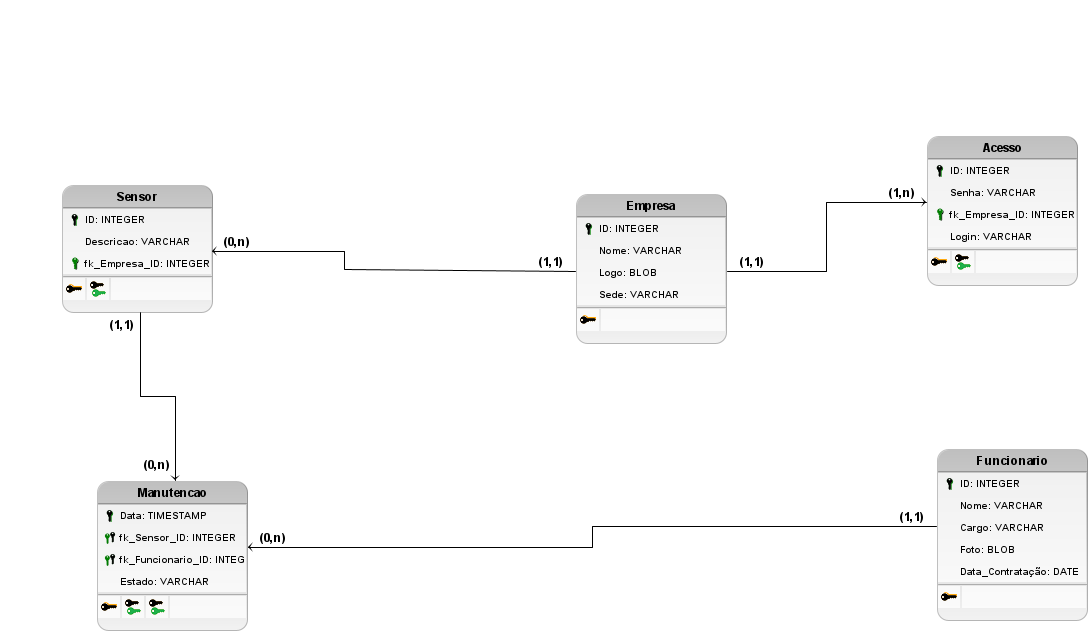 Acesso
ID: INTEGER
Senha: VARCHAR
fk_Empresa_ID: INTEGER
Login: VARCHAR
(1,n)
Sensor
ID: INTEGER
Descricao: VARCHAR
fk_Empresa_ID: INTEGER
(0,n)
(1,1)
Empresa
ID: INTEGER
Nome: VARCHAR
Logo: BLOB
Sede: VARCHAR
(1,1)
(1,1)
(0,n)
Manutencao
Data: TIMESTAMP
fk_Sensor_ID: INTEGER
fk_Funcionario_ID: INTEG
Estado: VARCHAR
(0,n)
(1,1)
Funcionario
ID: INTEGER
Nome: VARCHAR
Cargo: VARCHAR
Foto: BLOB
Data_Contratação: DATE